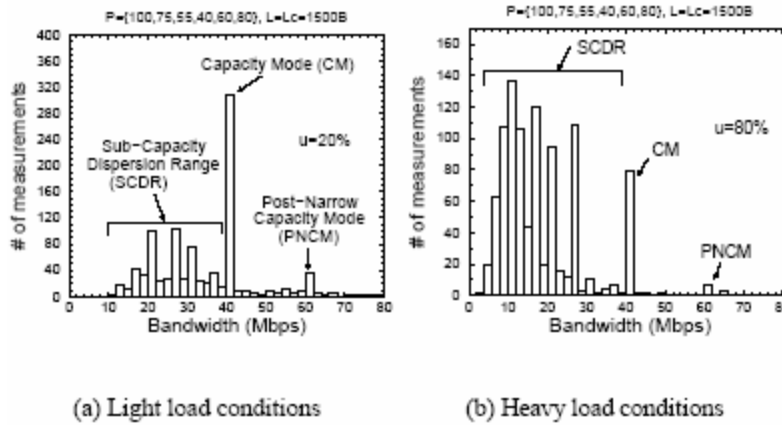 P={100,75,55,40,60,80}, L=Lc=1500B
400
360
320
280
240
200
160
120
80
40
0
# of measurements
Capacity Mode (CM)
u=20%
Sub-Capacity
Dispersion Range
(SCDR)
Post-Narrow
Capacity Mode
(PNCM)
0 10 20 30 40 50 60 70 80
Bandwidth (Mbps)
(a) Light load conditions
P={100,75,55,40,60,80}, L=Lc=1500B
160
140
120
100
80
60
40
20
0
# of measurements
SCDR
u=80%
CM
PNCM
0 10 20 30 40 50 60 70 80
Bandwidth (Mbps)
(b) Heavy load conditions